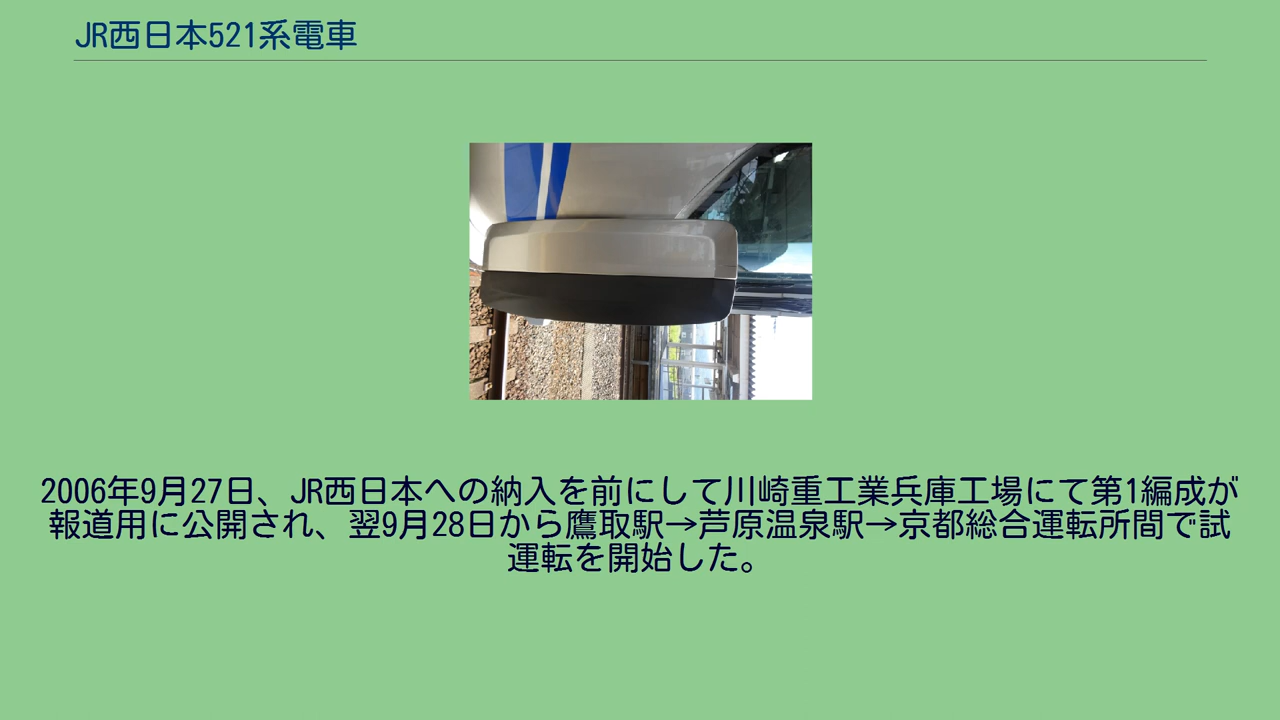 JR西日本521系電車
2006年9月27日、JR西日本への納入を前にして川崎重工業兵庫工場にて第1編成が
報道用に公開され、翌9月28日から鷹取駅→芦原温泉駅→京都総合運転所間で試
運転を開始した。